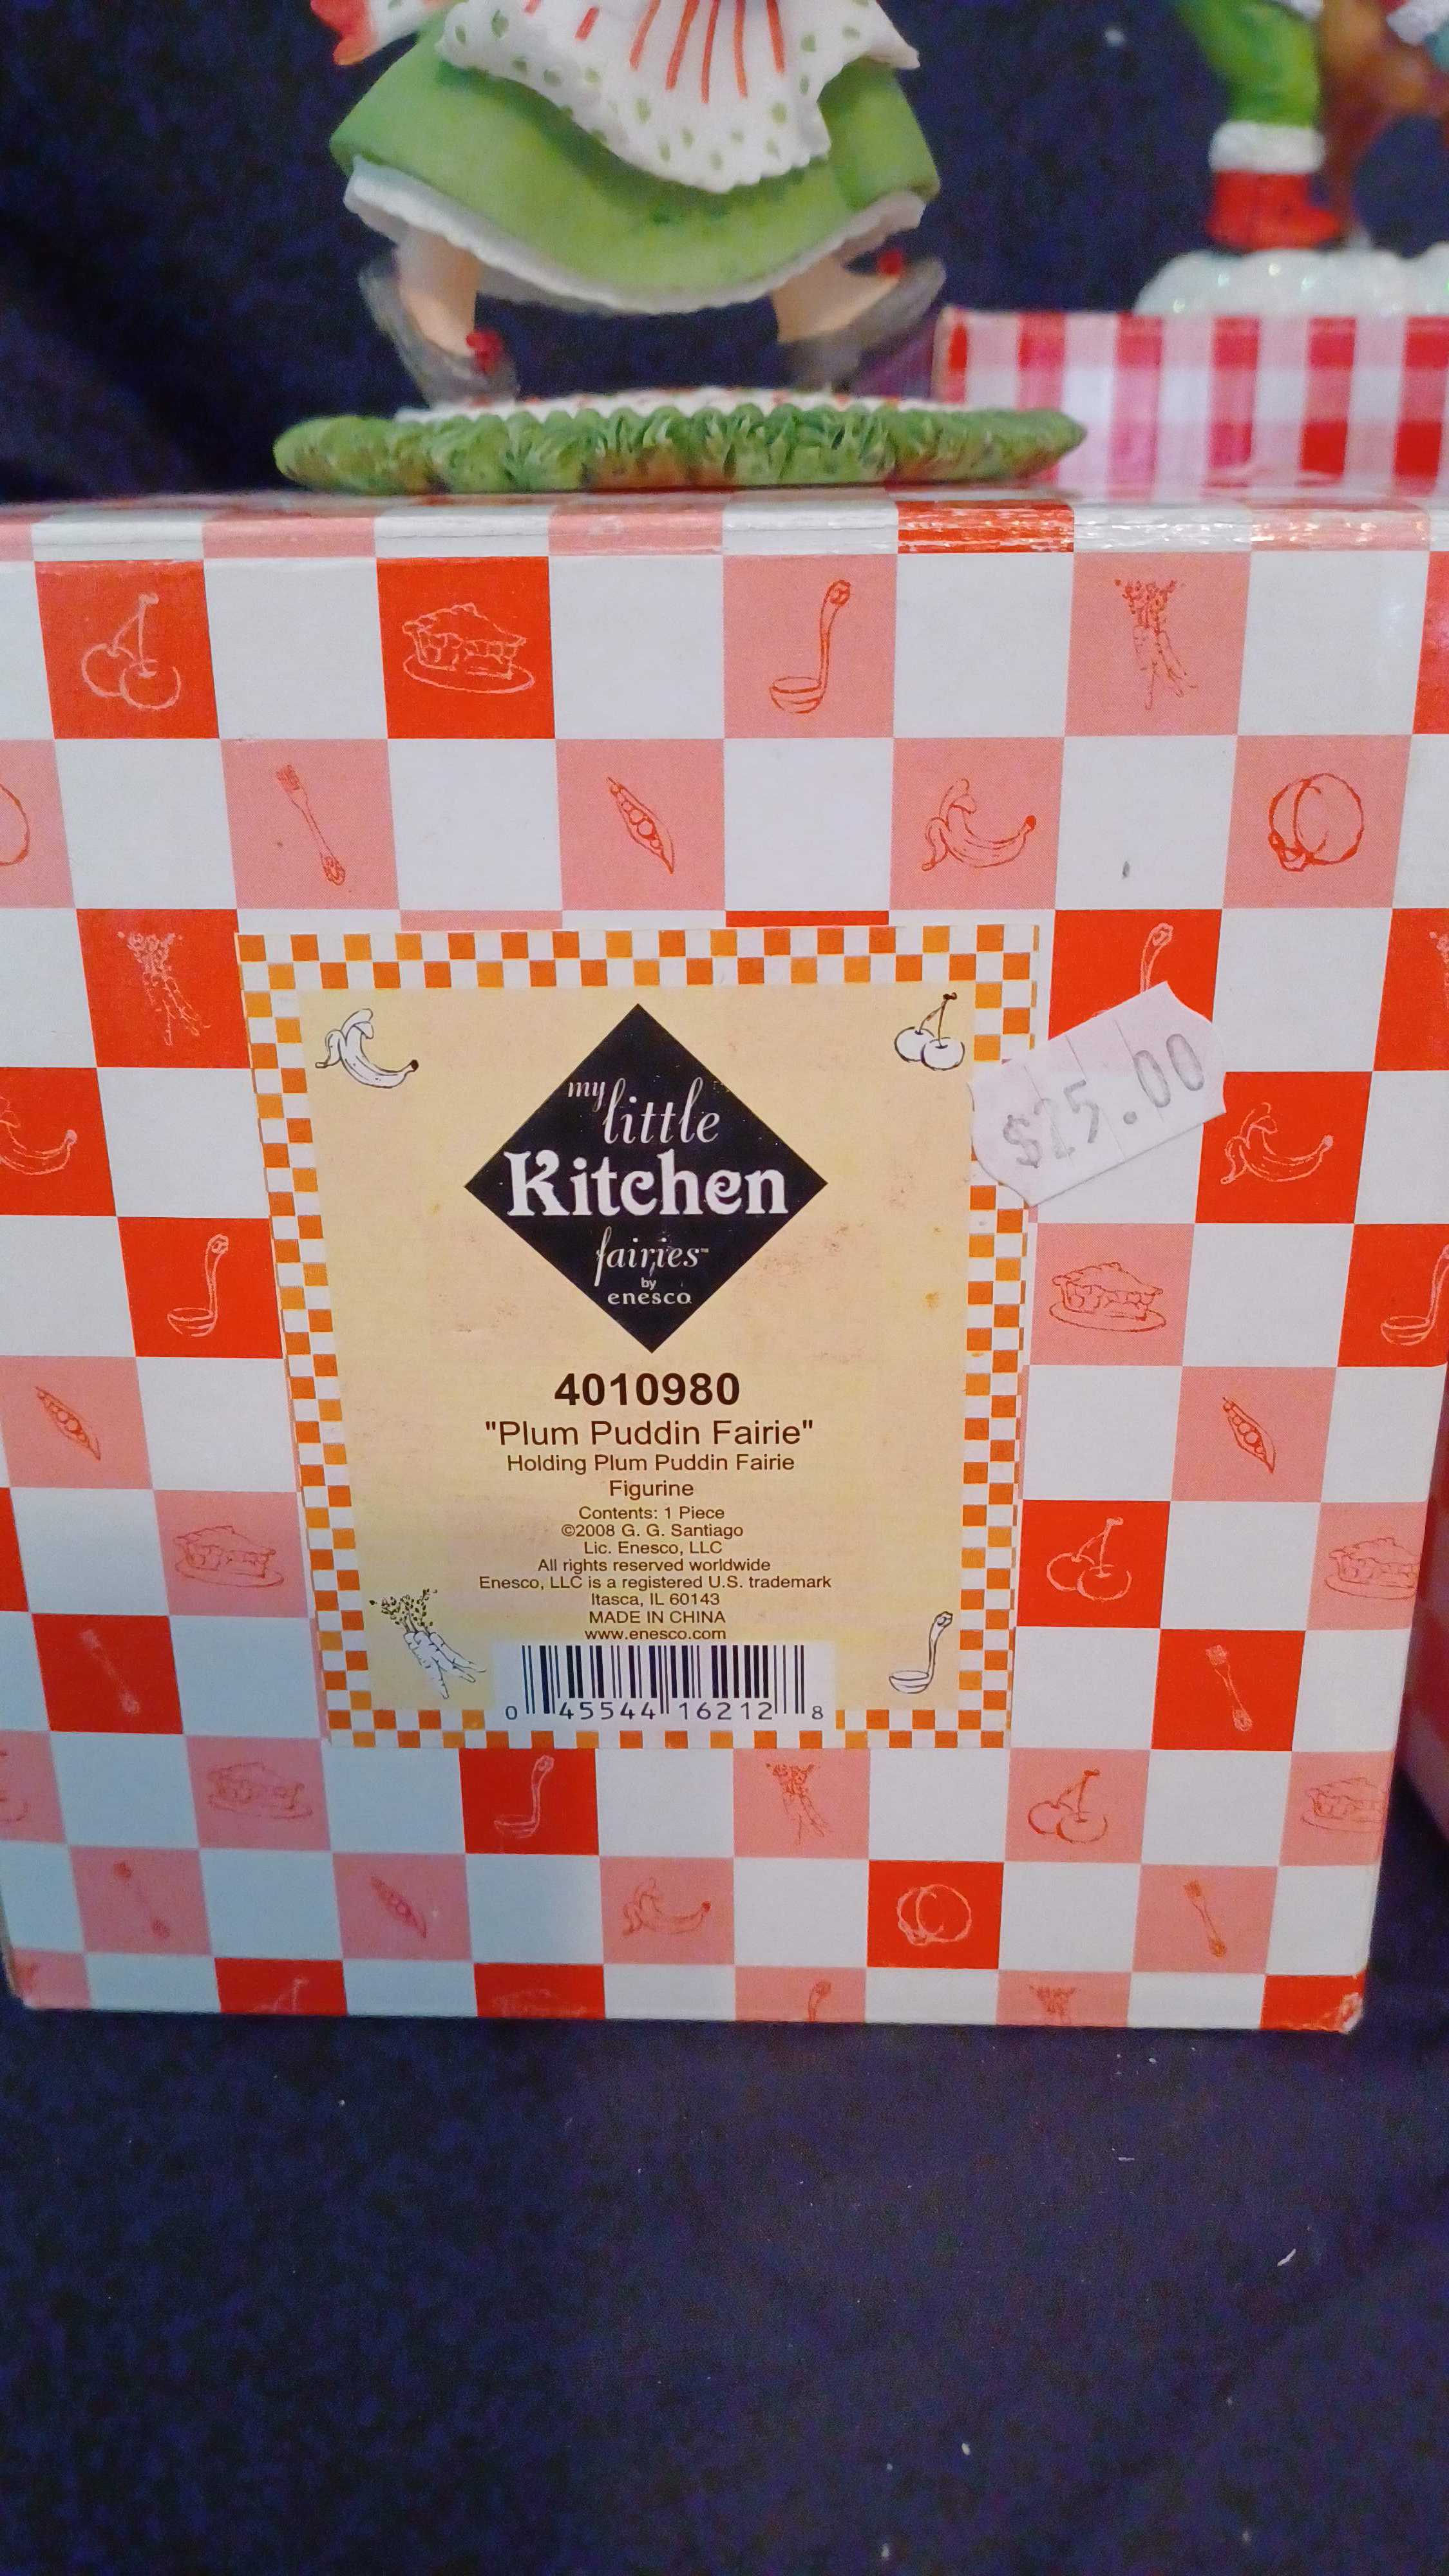 my
little
Kitchen
fairies™
by
enesco
$25.00
4010980
"Plum Puddin Fairie"
Holding Plum Puddin Fairie
Figurine
Contents: 1 Piece
©2008 G. G. Santiago
Lic. Enesco, LLC
All rights reserved worldwide
Enesco, LLC is a registered U.S. trademark
Itasca, IL 60143
MADE IN CHINA
www.enesco.com
0 45544 16212 8